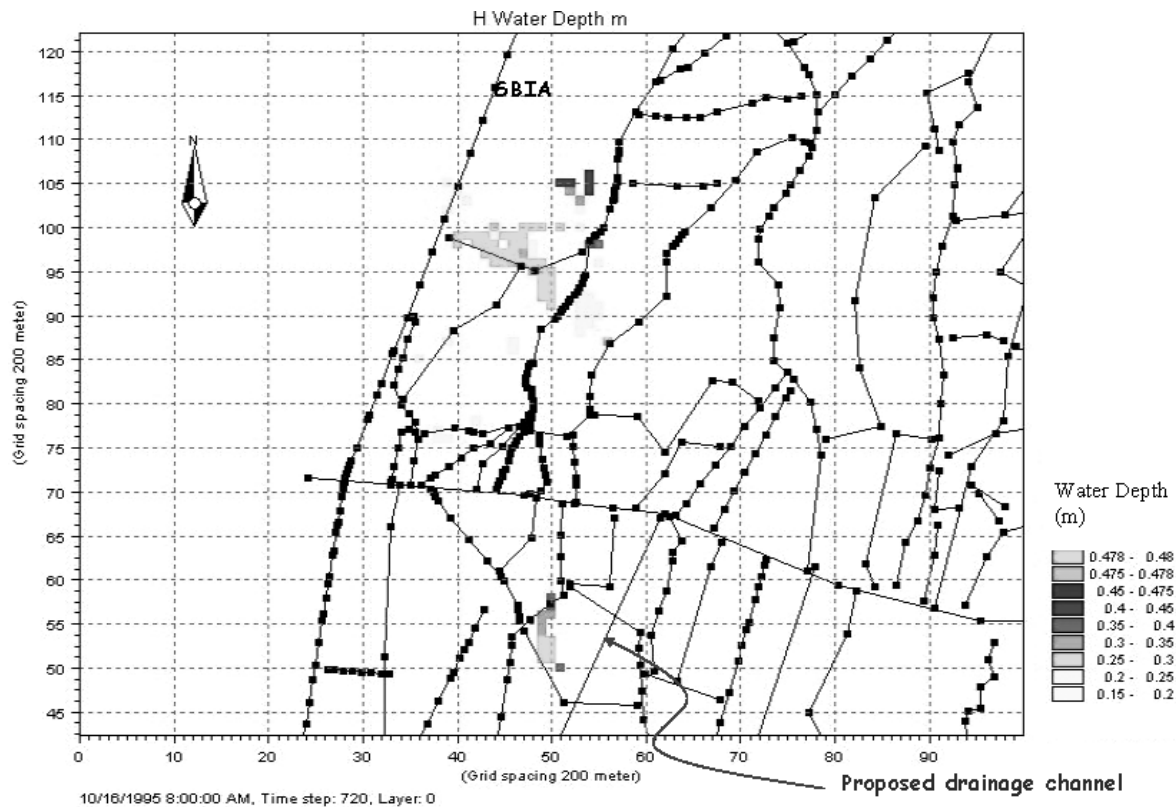 H Water Depth m
120
115
110
105
100
95
90
85
80
75
70
65
60
55
50
45
(Grid spacing 200 meter)
SBIA
N
0 10 20 30 40 50 60 70 80 90
(Grid spacing 200 meter)
Water Depth
(m)
0.478 - 0.48
0.475 - 0.478
0.45 - 0.475
0.4 - 0.45
0.35 - 0.4
0.3 - 0.35
0.25 - 0.3
0.2 - 0.25
0.15 - 0.2
Proposed drainage channel
10/16/1995 8:00:00 AM, Time step: 720, Layer: 0